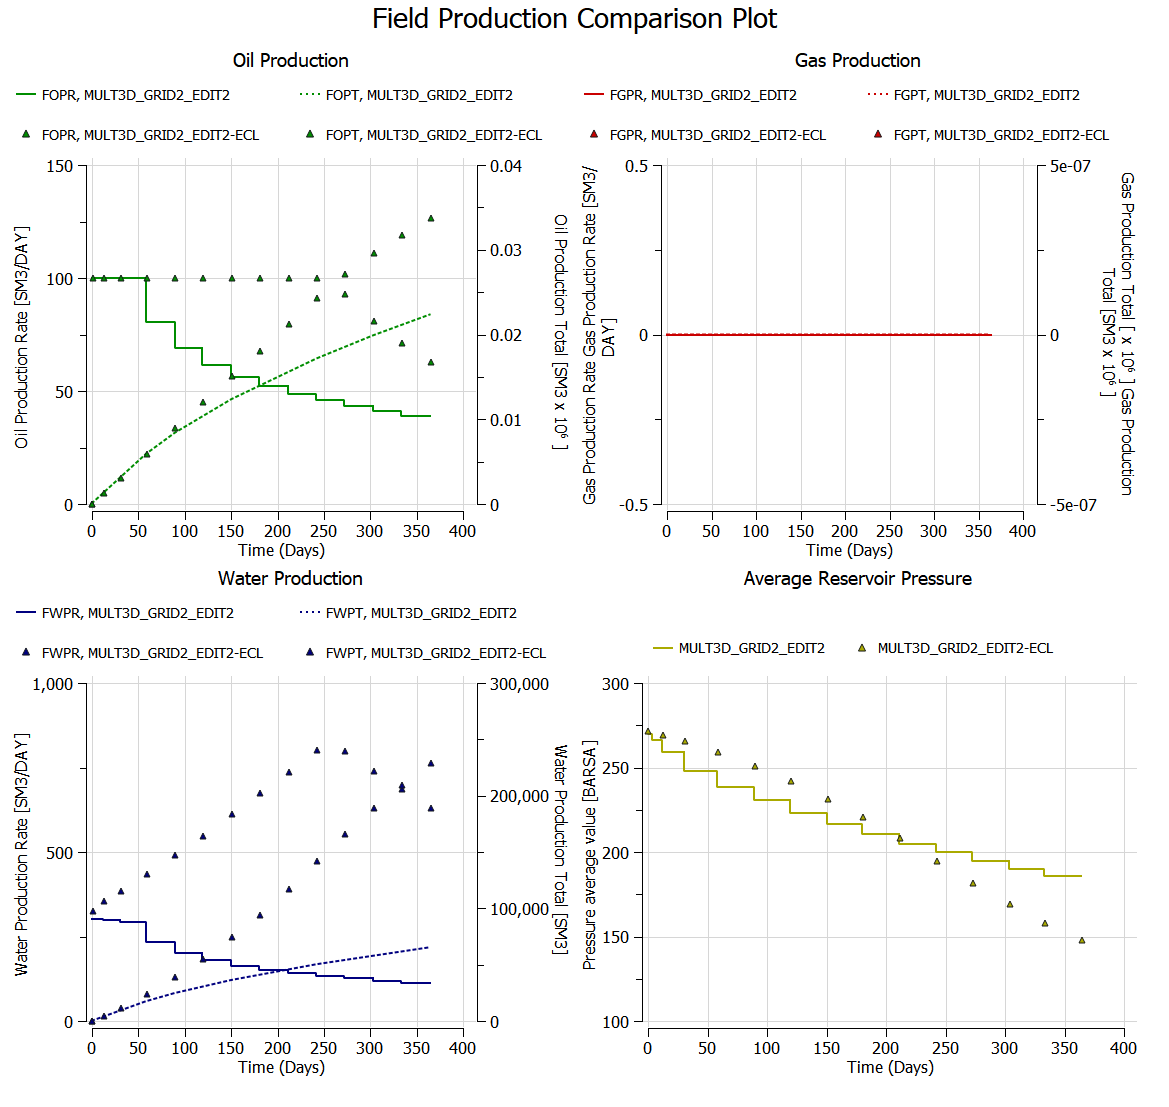 Field Production Comparison Plot
Oil Production
FOPR, MULT3D_GRID2_EDIT2
FOPT, MULT3D_GRID2_EDIT2
FOPR, MULT3D_GRID2_EDIT2-ECL
FOPT, MULT3D_GRID2_EDIT2-ECL
Oil Production Rate [SM3/DAY]
150
100
50
0
0.04
0.03
0.02
0.01
0
Oil Production Total [SM3 x 10⁶ ]
0 50 100 150 200 250 300 350 400
Time (Days)
Gas Production
FGPR, MULT3D_GRID2_EDIT2
FGPT, MULT3D_GRID2_EDIT2
FGPR, MULT3D_GRID2_EDIT2-ECL
FGPT, MULT3D_GRID2_EDIT2-ECL
Gas Production Rate Gas Production Rate [SM3/
DAY]
0.5
0
-0.5
5e-07
0
-5e-07
Gas Production Total [ x 10⁶ ] Gas Production
Total [SM3 x 10⁶ ]
0 50 100 150 200 250 300 350 400
Time (Days)
Water Production
FWPR, MULT3D_GRID2_EDIT2
FWPT, MULT3D_GRID2_EDIT2
FWPR, MULT3D_GRID2_EDIT2-ECL
FWPT, MULT3D_GRID2_EDIT2-ECL
Water Production Rate [SM3/DAY]
1,000
500
0
300,000
200,000
100,000
0
Water Production Total [SM3]
0 50 100 150 200 250 300 350 400
Time (Days)
Average Reservoir Pressure
MULT3D_GRID2_EDIT2
MULT3D_GRID2_EDIT2-ECL
Pressure average value [BARSA ]
300
250
200
150
100
0 50 100 150 200 250 300 350 400
Time (Days)